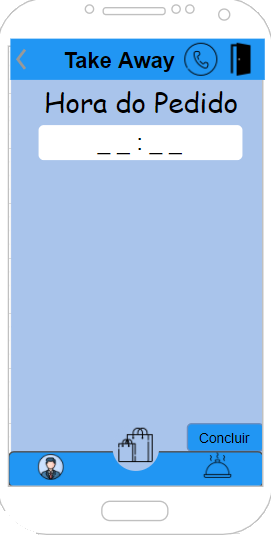 Take Away
Hora do Pedido
_ _ : _ _
Concluir